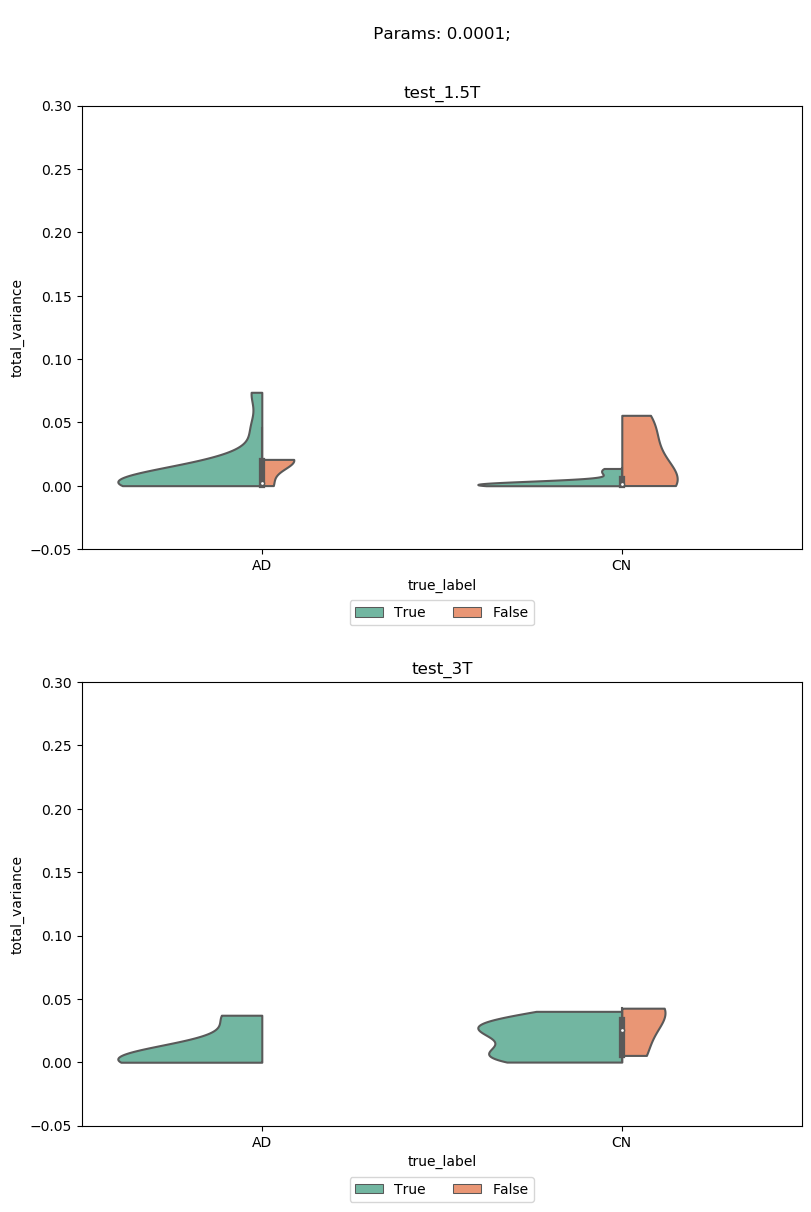 Params: 0.0001;
test_1.5T
0.30
0.25
0.20
0.15
0.10
0.05
0.00
−0.05
total_variance
AD CN
true_label
True False
test_3T
0.30
0.25
0.20
0.15
0.10
0.05
0.00
−0.05
total_variance
AD CN
true_label
True False